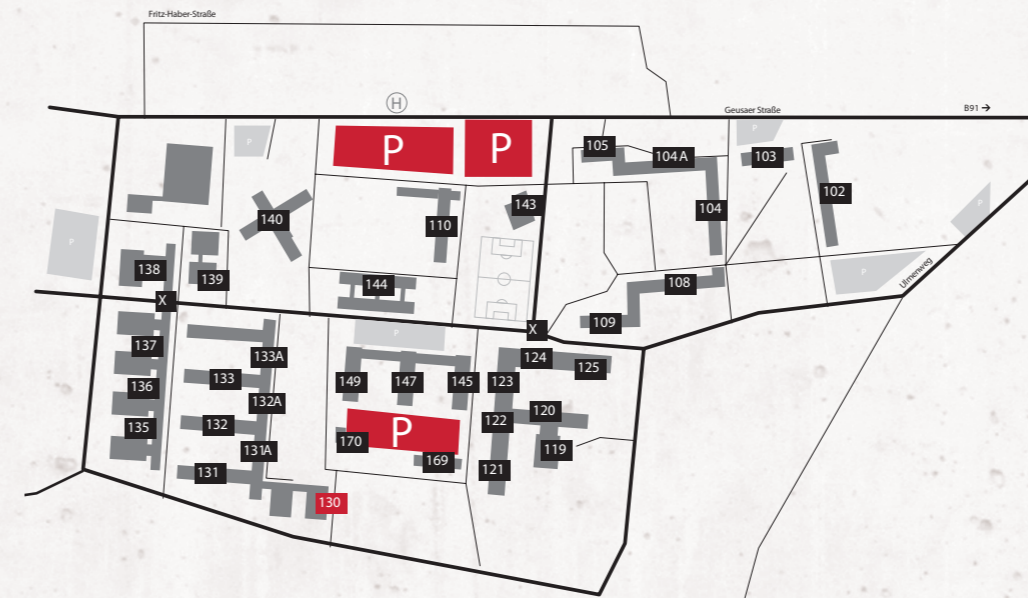 Fritz-Haber-Straße
H
Geusaer Straße
B91 →
P
P
P
P
105
104 A
103
102
140
143
104
110
P
P
138
139
144
108
P
Ulmenweg
X
109
X
P
137
133A
124
125
149
147
145
123
136
133
132A
120
122
132
135
P
170
119
131A
169
121
131
130